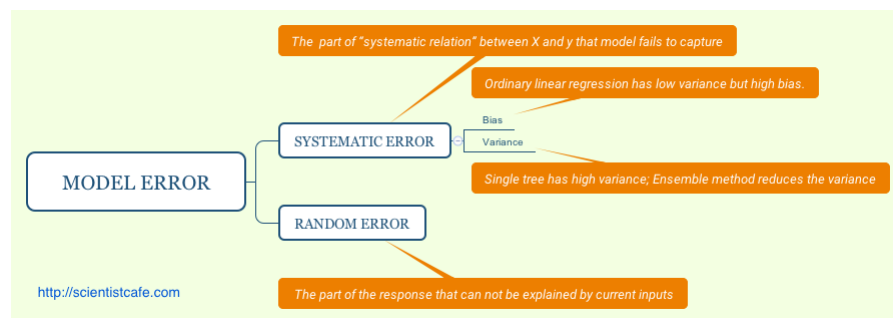 The part of “systematic relation” between X and y that model fails to capture
Ordinary linear regression has low variance but high bias.
Bias
SYSTEMATIC ERROR
Variance
MODEL ERROR
Single tree has high variance; Ensemble method reduces the variance
RANDOM ERROR
http://scientistcafe.com
The part of the response that can not be explained by current inputs